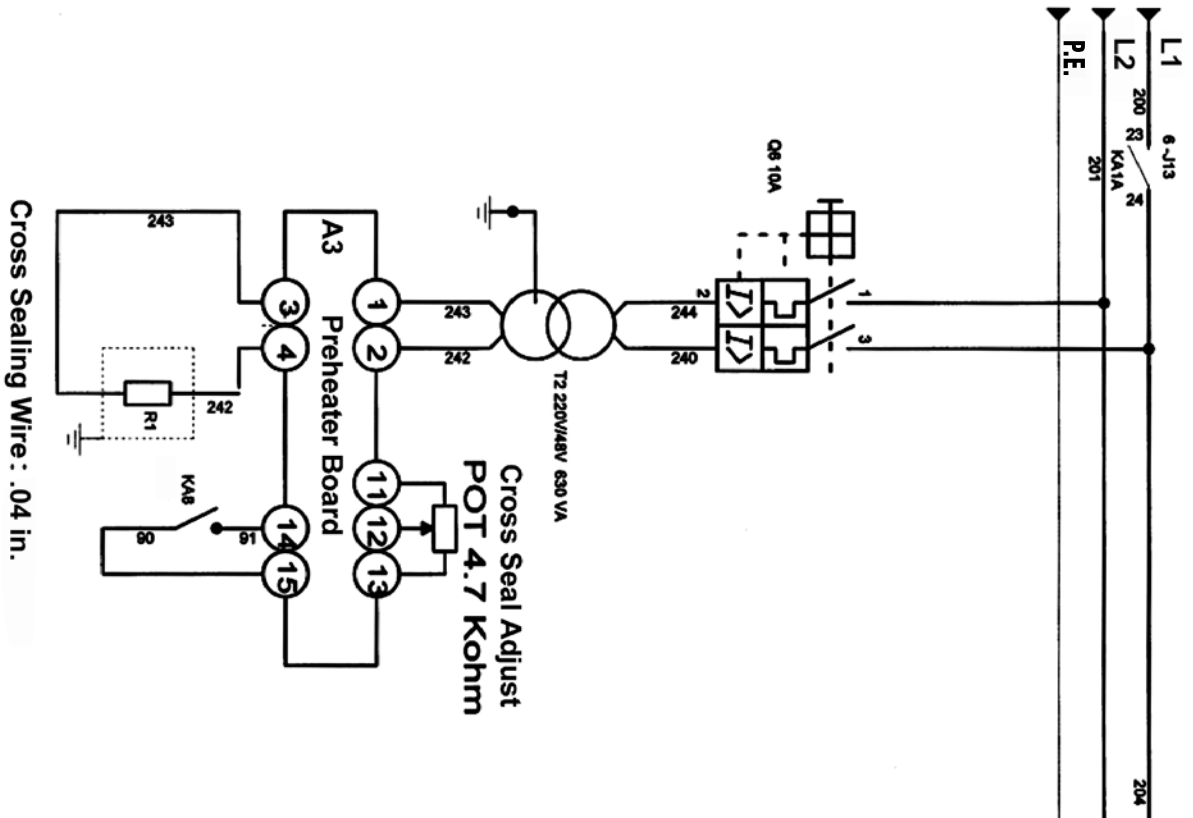 L1
L2
P.E.
200
6 -J13
23
KA1A
24
201
204
Q6 10A
1
3
2
244
240
T2 220V/48V 630 VA
243
242
A3
Preheater Board
1
2
3
4
11
12
13
14
15
Cross Seal Adjust
POT 4.7 Kohm
243
R1
242
KA8
90
91
Cross Sealing Wire : .04 in.